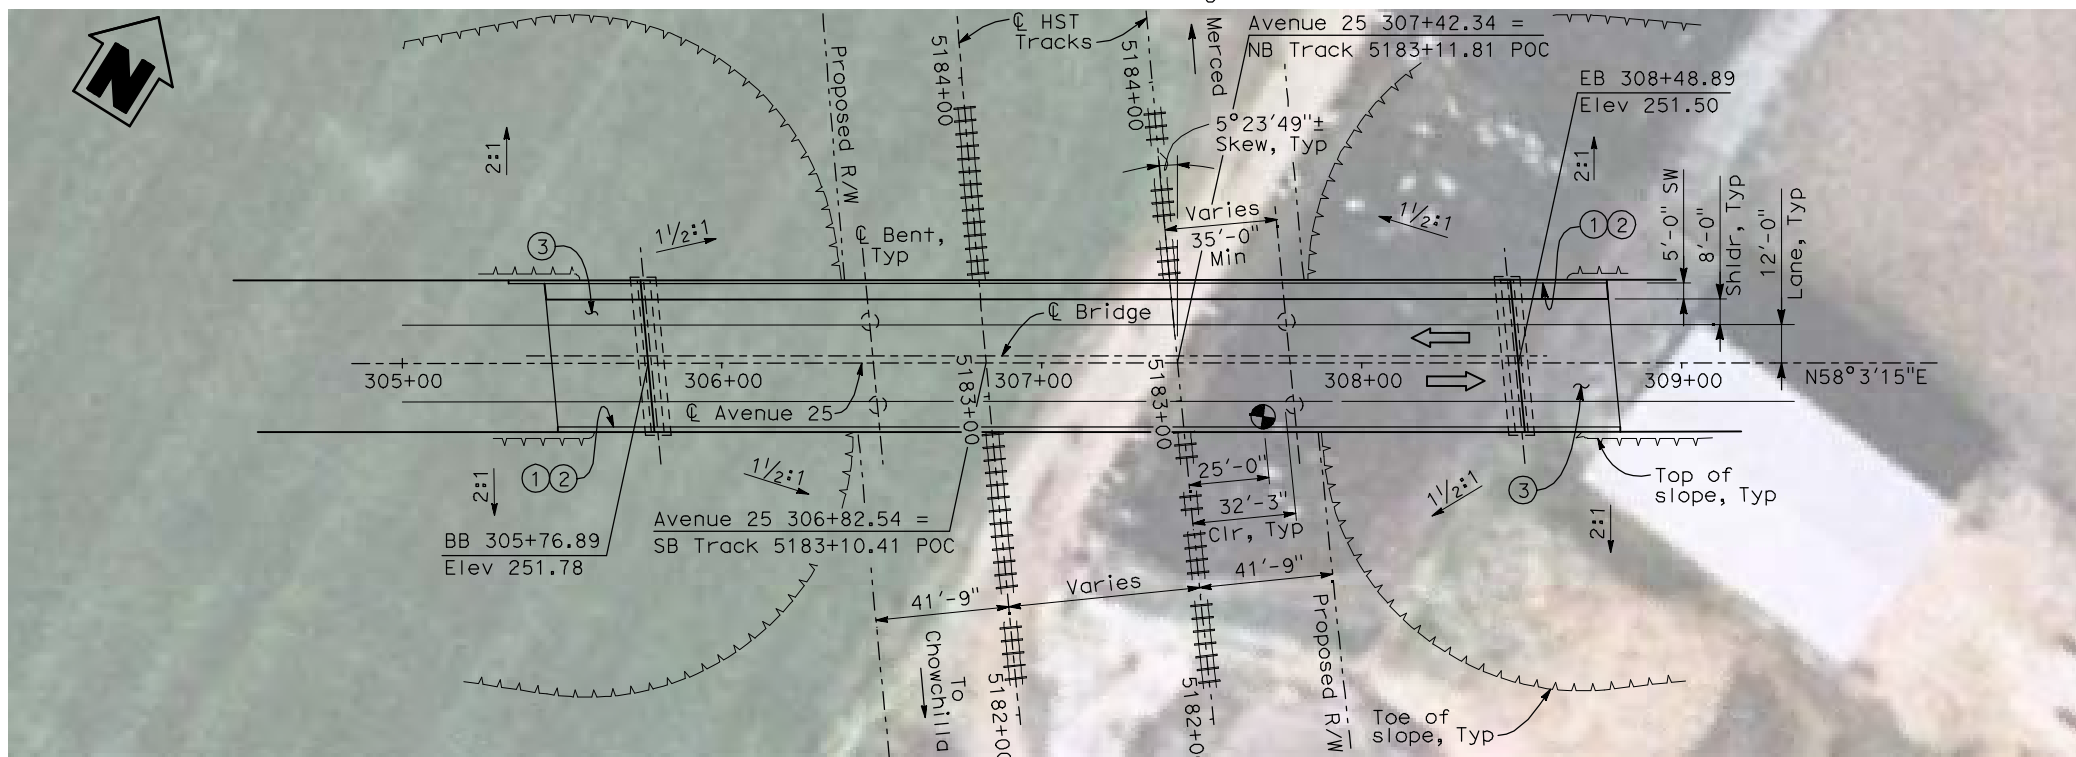 N
2:1
Proposed R/W
5184+00
℄ HST
Tracks
5184+00
Merced
Avenue 25 307+42.34 =
NB Track 5183+11.81 POC
EB 308+48.89
Elev 251.50
5°23'49"±
Skew, Typ
2:1
5'-0" SW
8'-0"
Shldr, Typ
12'-0"
Lane, Typ
3
1½:1
℄ Bent,
Typ
Varies
35'-0"
Min
1½:1
1 2
℄ Bridge
305+00
306+00
307+00
308+00
309+00
N58°3'15"E
℄ Avenue 25
5183+00
5183+00
2:1
1 2
1½:1
25'-0"
32'-3"
Clr, Typ
1½:1
3
Top of
slope, Typ
2:1
BB 305+76.89
Elev 251.78
Avenue 25 306+82.54 =
SB Track 5183+10.41 POC
41'-9"
Varies
41'-9"
To
Chowchilla
5182+00
5182+0
Proposed R/W
Toe of
slope, Typ